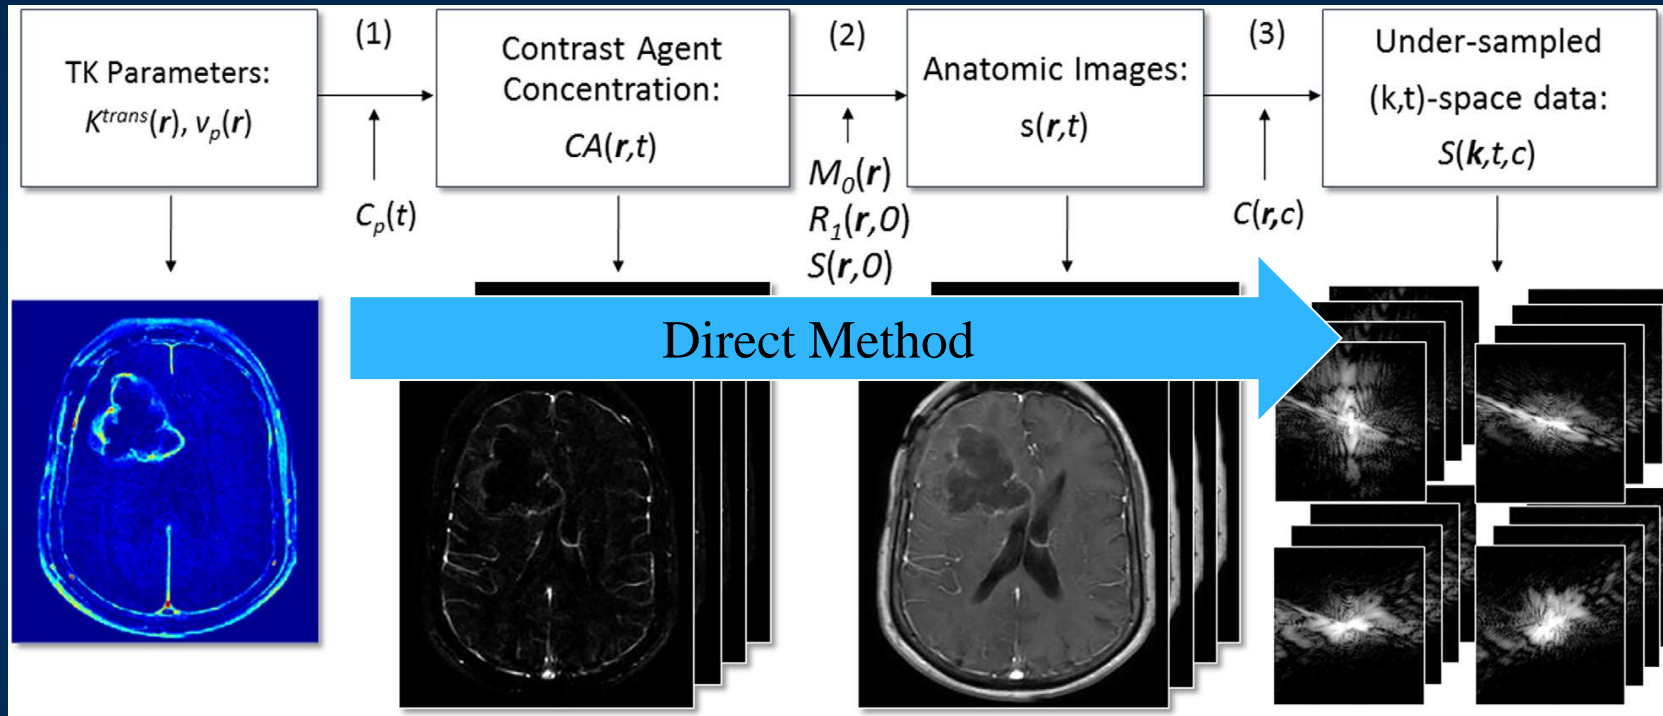 TK Parameters:
K^trans(r), v_p(r)
(1)
C_p(t)
Contrast Agent
Concentration:
CA(r,t)
(2)
M_0(r)
R_1(r,0)
S(r,0)
Anatomic Images:
s(r,t)
(3)
C(r,c)
Under-sampled
(k,t)-space data:
S(k,t,c)
Direct Method